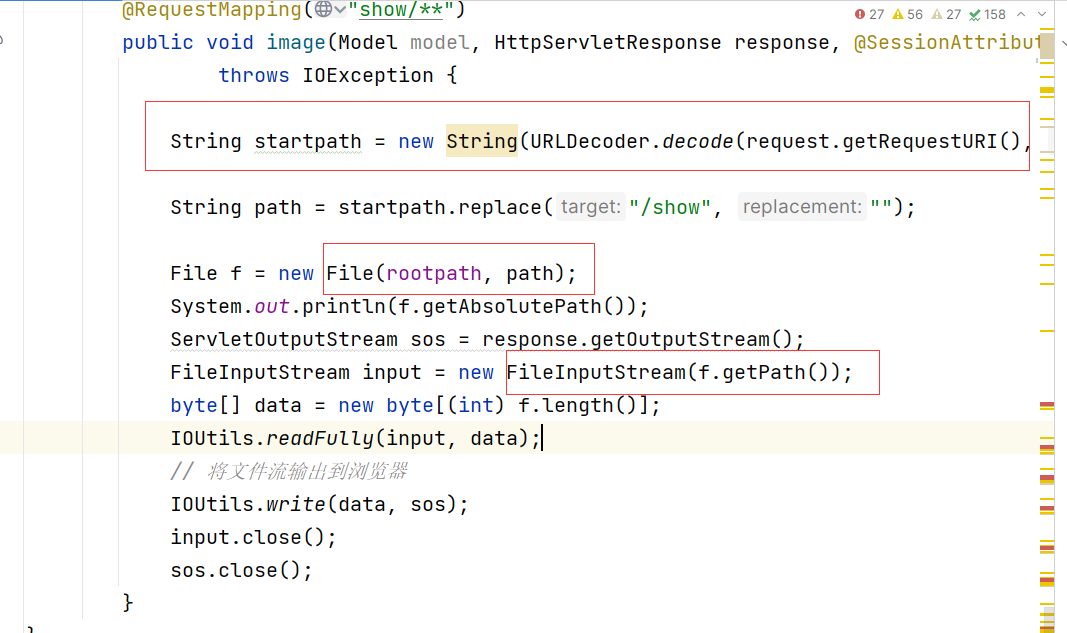 @RequestMapping("show/**") 27 56 27 158
public void image(Model model, HttpServletResponse response, @SessionAttribut
throws IOException {
String startpath = new String(URLDecoder.decode(request.getRequestURI(),
String path = startpath.replace( target: "/show", replacement: "");
File f = new File(rootpath, path);
System.out.println(f.getAbsolutePath());
ServletOutputStream sos = response.getOutputStream();
FileInputStream input = new FileInputStream(f.getPath());
byte[] data = new byte[(int) f.length()];
IOUtils.readFully(input, data);
// 将文件流输出到浏览器
IOUtils.write(data, sos);
input.close();
sos.close();
}
}